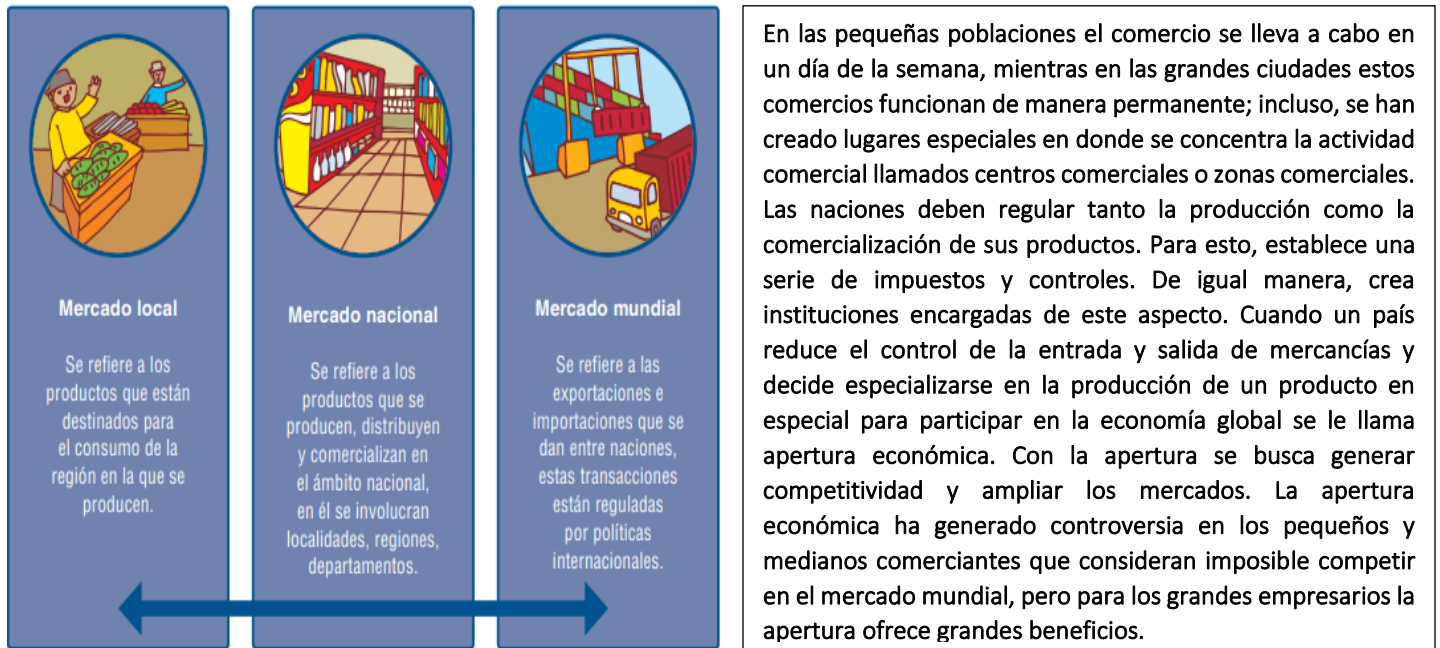 Mercado local
Se refiere a los
productos que están
destinados para
el consumo de la
región en la que se
producen.
Mercado nacional
Se refiere a los
productos que se
producen, distribuyen
y comercializan en
el ámbito nacional,
en él se involucran
localidades, regiones,
departamentos.
Mercado mundial
Se refiere a las
exportaciones e
importaciones que se
dan entre naciones,
estas transacciones
están reguladas
por políticas
internacionales.
En las pequeñas poblaciones el comercio se lleva a cabo en
un día de la semana, mientras en las grandes ciudades estos
comercios funcionan de manera permanente; incluso, se han
creado lugares especiales en donde se concentra la actividad
comercial llamados centros comerciales o zonas comerciales.
Las naciones deben regular tanto la producción como la
comercialización de sus productos. Para esto, establece una
serie de impuestos y controles. De igual manera, crea
instituciones encargadas de este aspecto. Cuando un país
reduce el control de la entrada y salida de mercancías y
decide especializarse en la producción de un producto en
especial para participar en la economía global se le llama
apertura económica. Con la apertura se busca generar
competitividad y ampliar los mercados. La apertura
económica ha generado controversia en los pequeños y
medianos comerciantes que consideran imposible competir
en el mercado mundial, pero para los grandes empresarios la
apertura ofrece grandes beneficios.